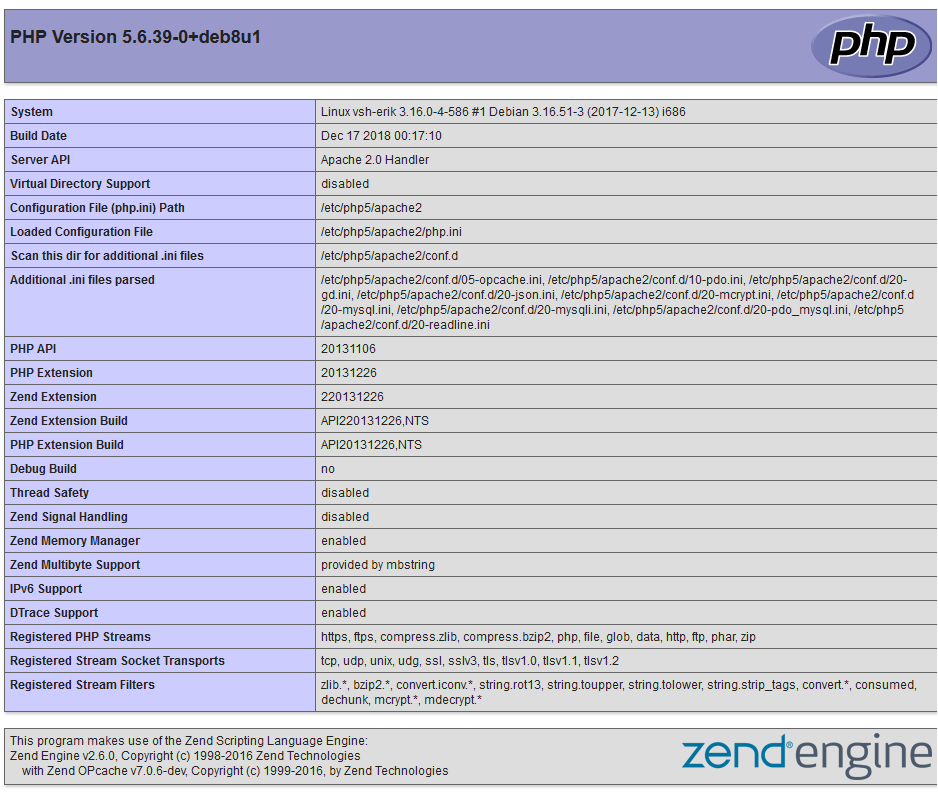 PHP Version 5.6.39-0+deb8u1
php
System Linux vsh-erik 3.16.0-4-586 #1 Debian 3.16.51-3 (2017-12-13) i686
Build Date Dec 17 2018 00:17:10
Server API Apache 2.0 Handler
Virtual Directory Support disabled
Configuration File (php.ini) Path /etc/php5/apache2
Loaded Configuration File /etc/php5/apache2/php.ini
Scan this dir for additional .ini files /etc/php5/apache2/conf.d
Additional .ini files parsed /etc/php5/apache2/conf.d/05-opcache.ini, /etc/php5/apache2/conf.d/10-pdo.ini, /etc/php5/apache2/conf.d/20-
gd.ini, /etc/php5/apache2/conf.d/20-json.ini, /etc/php5/apache2/conf.d/20-mcrypt.ini, /etc/php5/apache2/conf.d
/20-mysql.ini, /etc/php5/apache2/conf.d/20-mysqli.ini, /etc/php5/apache2/conf.d/20-pdo_mysql.ini, /etc/php5
/apache2/conf.d/20-readline.ini
PHP API 20131106
PHP Extension 20131226
Zend Extension 220131226
Zend Extension Build API220131226,NTS
PHP Extension Build API20131226,NTS
Debug Build no
Thread Safety disabled
Zend Signal Handling disabled
Zend Memory Manager enabled
Zend Multibyte Support provided by mbstring
IPv6 Support enabled
DTrace Support enabled
Registered PHP Streams https, ftps, compress.zlib, compress.bzip2, php, file, glob, data, http, ftp, phar, zip
Registered Stream Socket Transports tcp, udp, unix, udg, ssl, sslv3, tls, tlsv1.0, tlsv1.1, tlsv1.2
Registered Stream Filters zlib.*, bzip2.*, convert.iconv.*, string.rot13, string.toupper, string.tolower, string.strip_tags, convert.*, consumed,
dechunk, mcrypt.*, mdecrypt.*
This program makes use of the Zend Scripting Language Engine:
Zend Engine v2.6.0, Copyright (c) 1998-2016 Zend Technologies
with Zend OPcache v7.0.6-dev, Copyright (c) 1999-2016, by Zend Technologies
zend® engine